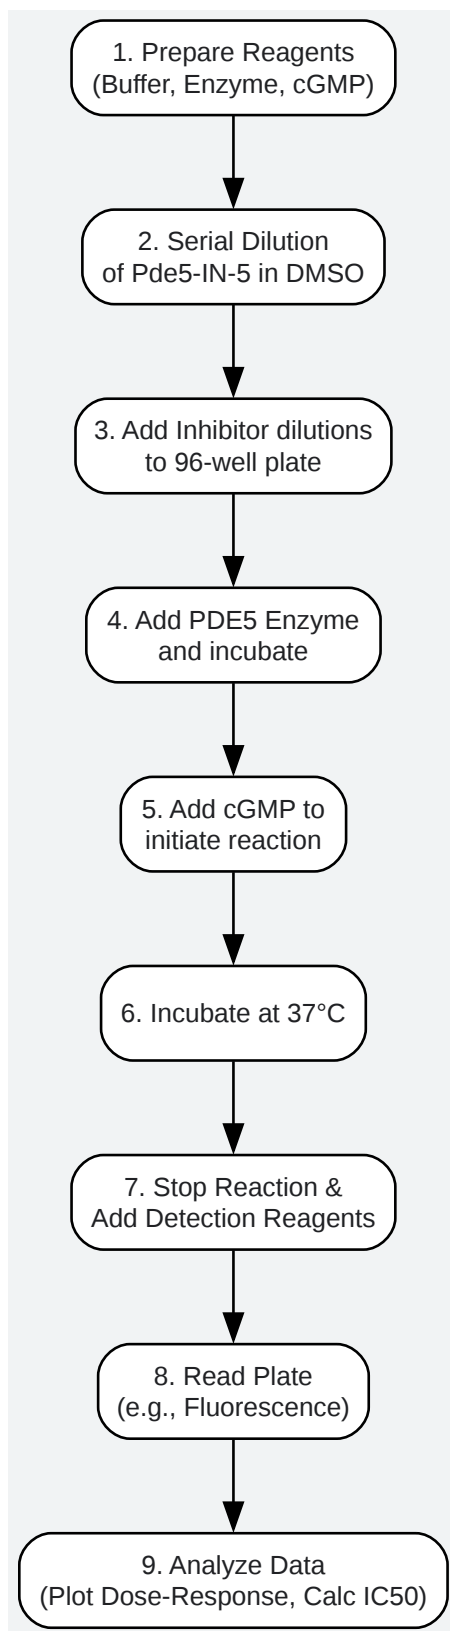 1. Prepare Reagents
(Buffer, Enzyme, cGMP)
2. Serial Dilution
of Pde5-IN-5 in DMSO
3. Add Inhibitor dilutions
to 96-well plate
4. Add PDE5 Enzyme
and incubate
5. Add cGMP to
initiate reaction
6. Incubate at 37°C
7. Stop Reaction &
Add Detection Reagents
8. Read Plate
(e.g., Fluorescence)
9. Analyze Data
(Plot Dose-Response, Calc IC50)